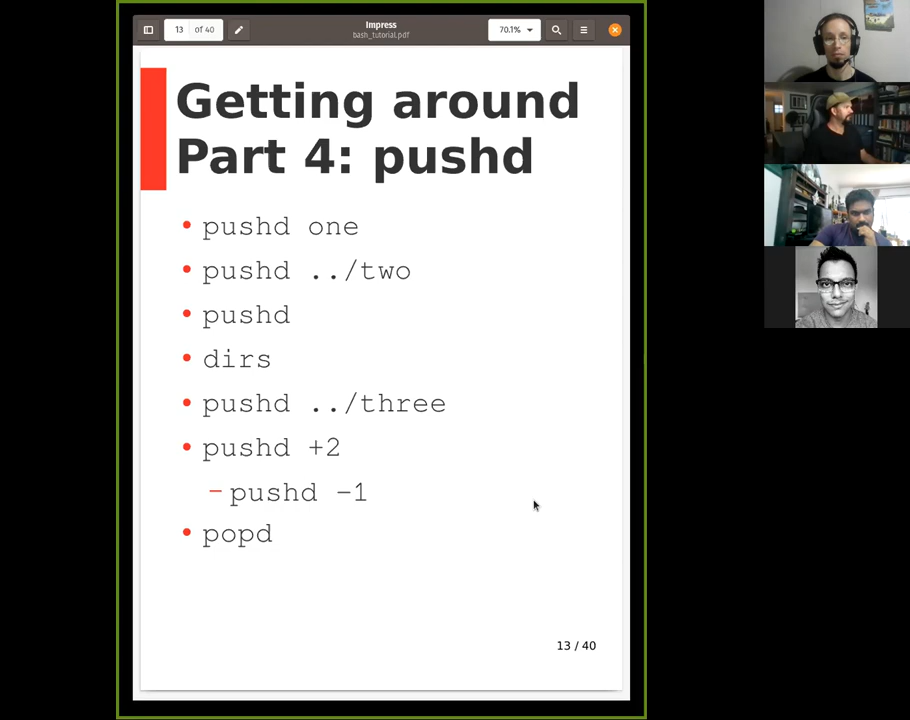 13 of 40
Impress
bash_tutorial.pdf
70.1%
Getting around
Part 4: pushd
• pushd one
• pushd ../two
• pushd
• dirs
• pushd ../three
• pushd +2
– pushd −1
• popd
13 / 40